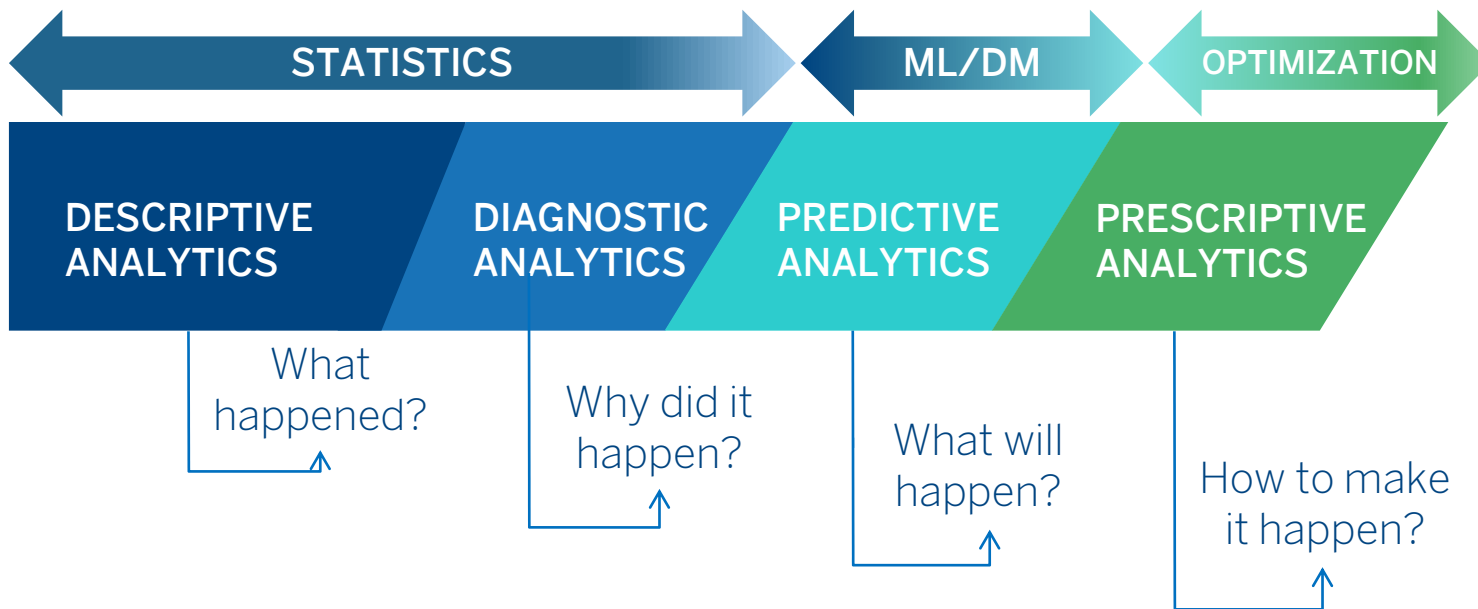 STATISTICS
ML/DM
OPTIMIZATION
DESCRIPTIVE
ANALYTICS
DIAGNOSTIC
ANALYTICS
PREDICTIVE
ANALYTICS
PRESCRIPTIVE
ANALYTICS
What
happened?
Why did it
happen?
What will
happen?
How to make
it happen?